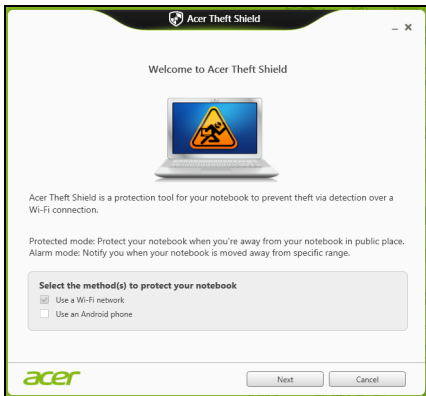 Acer Theft Shield
Welcome to Acer Theft Shield
Acer Theft Shield is a protection tool for your notebook to prevent theft via detection over a
Wi-Fi connection.
Protected mode: Protect your notebook when you're away from your notebook in public place.
Alarm mode: Notify you when your notebook is moved away from specific range.
Select the method(s) to protect your notebook
Use a Wi-Fi network
Use an Android phone
acer
Next
Cancel